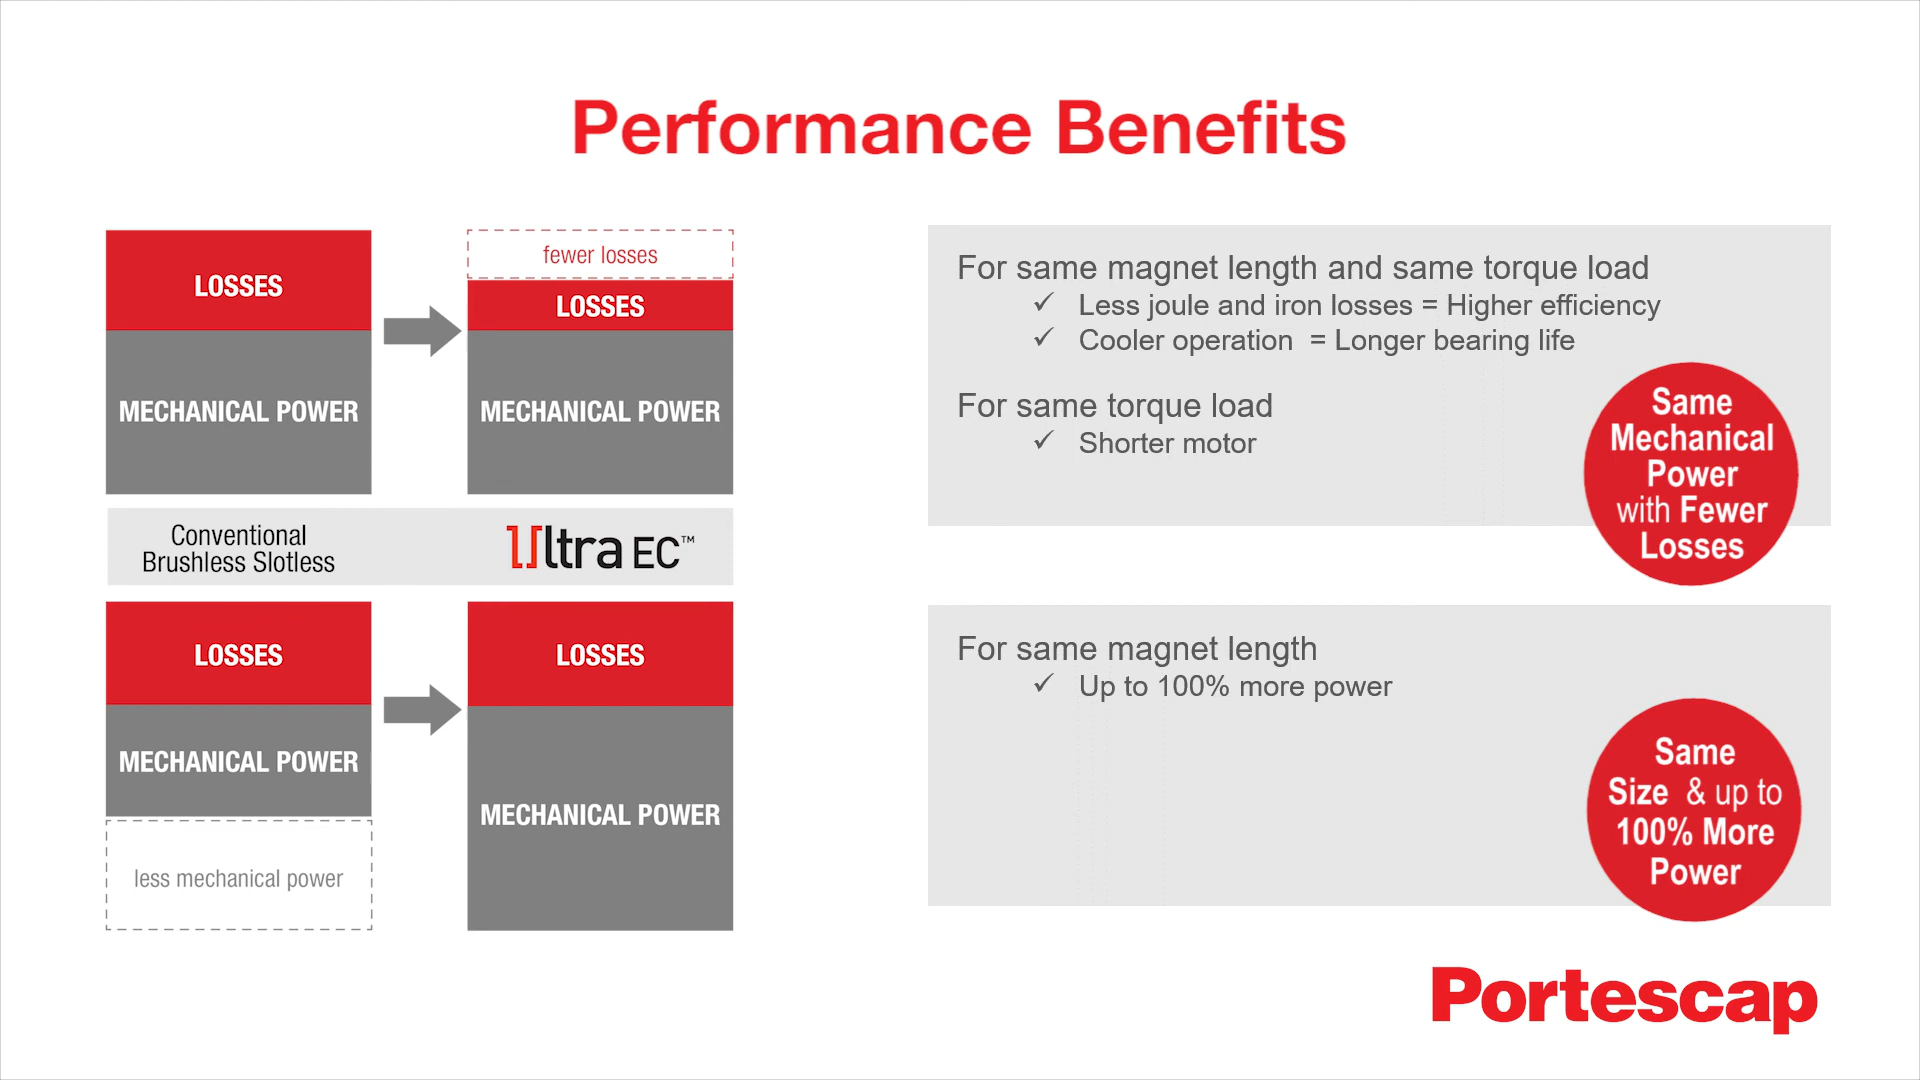 Performance Benefits
LOSSES
MECHANICAL POWER
fewer losses
LOSSES
MECHANICAL POWER
Conventional
Brushless Slotless
Ultra EC™
LOSSES
MECHANICAL POWER
less mechanical power
LOSSES
MECHANICAL POWER
For same magnet length and same torque load
✓ Less joule and iron losses = Higher efficiency
✓ Cooler operation = Longer bearing life
For same torque load
✓ Shorter motor
Same
Mechanical
Power
with Fewer
Losses
For same magnet length
✓ Up to 100% more power
Same
Size & up to
100% More
Power
Portescap